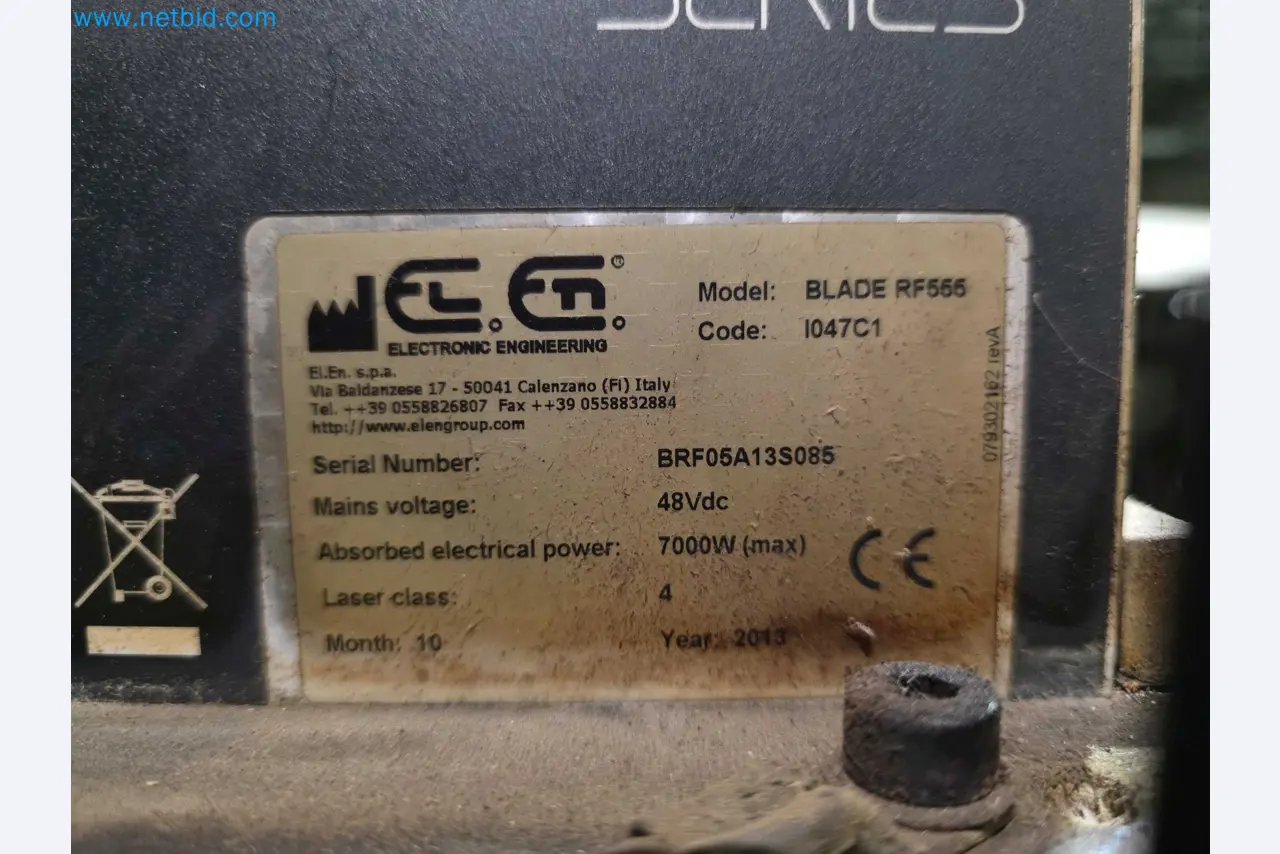 www.netbid.com
SERIES
EL.En.®
ELECTRONIC ENGINEERING
El.En. s.p.a.
Via Baldanzese 17 - 50041 Calenzano (FI) Italy
Tel. ++39 0558826807 Fax ++39 0558832884
http://www.elengroup.com
Model: BLADE RF555
Code: I047C1
079302162 revA
Serial Number: BRF05A13S085
Mains voltage: 48Vdc
Absorbed electrical power: 7000W (max)
CE
Laser class: 4
Month: 10 Year: 2013